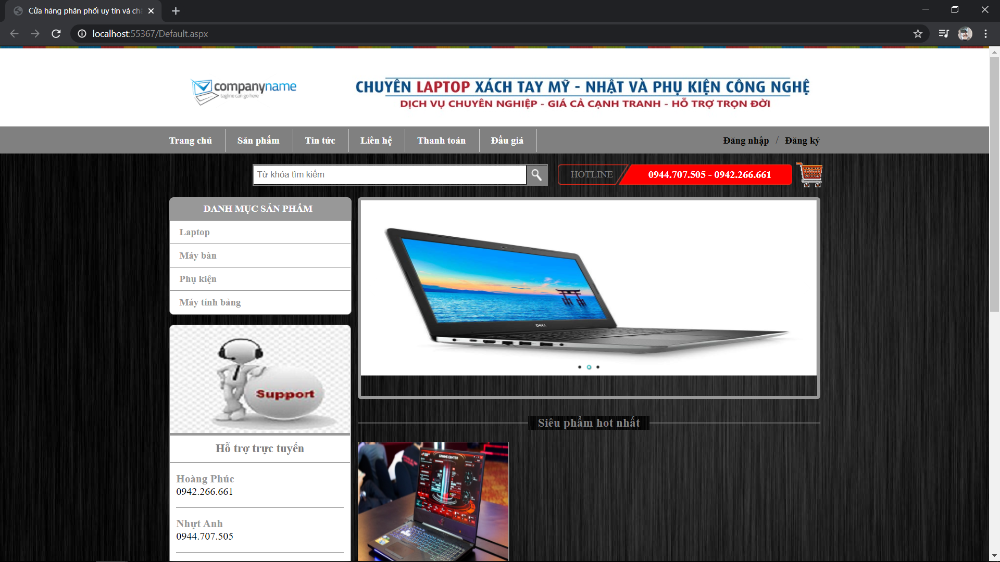 Cửa hàng phân phối uy tín và ch
localhost:55367/Default.aspx
companyname
tagline can go here
CHUYÊN LAPTOP XÁCH TAY MỸ - NHẬT VÀ PHỤ KIỆN CÔNG NGHỆ
DỊCH VỤ CHUYÊN NGHIỆP - GIÁ CẢ CẠNH TRANH - HỖ TRỢ TRỌN ĐỜI
Trang chủ
Sản phẩm
Tin tức
Liên hệ
Thanh toán
Đấu giá
Đăng nhập / Đăng ký
Từ khóa tìm kiếm
HOTLINE
0944.707.505 - 0942.266.661
DANH MỤC SẢN PHẨM
Laptop
Máy bàn
Phụ kiện
Máy tính bảng
DELL
Support
Hỗ trợ trực tuyến
Hoàng Phúc
0942.266.661
Nhựt Anh
0944.707.505
Siêu phẩm hot nhất
GAMING CENTER